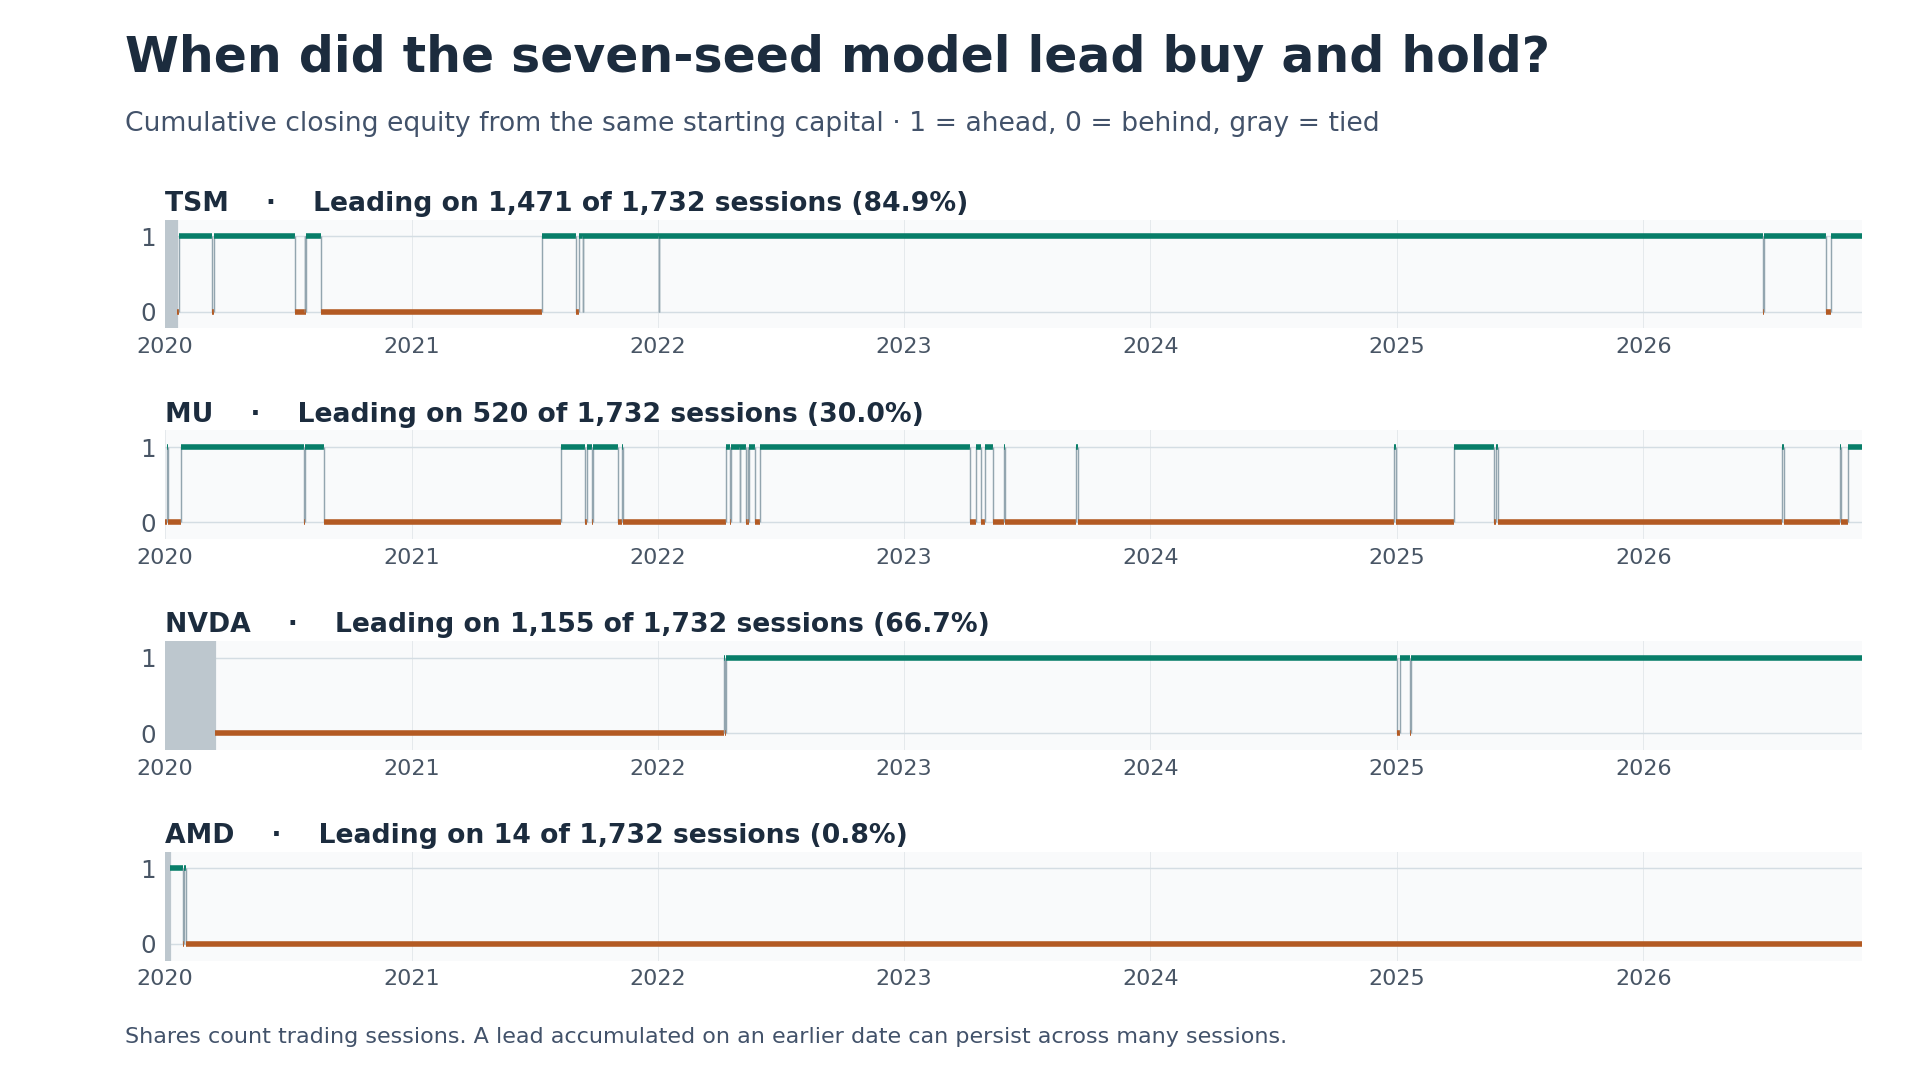 When did the seven-seed model lead buy and hold?
Cumulative closing equity from the same starting capital · 1 = ahead, 0 = behind, gray = tied
TSM · Leading on 1,471 of 1,732 sessions (84.9%)
1
0
2020 2021 2022 2023 2024 2025 2026
MU · Leading on 520 of 1,732 sessions (30.0%)
1
0
2020 2021 2022 2023 2024 2025 2026
NVDA · Leading on 1,155 of 1,732 sessions (66.7%)
1
0
2020 2021 2022 2023 2024 2025 2026
AMD · Leading on 14 of 1,732 sessions (0.8%)
1
0
2020 2021 2022 2023 2024 2025 2026
Shares count trading sessions. A lead accumulated on an earlier date can persist across many sessions.